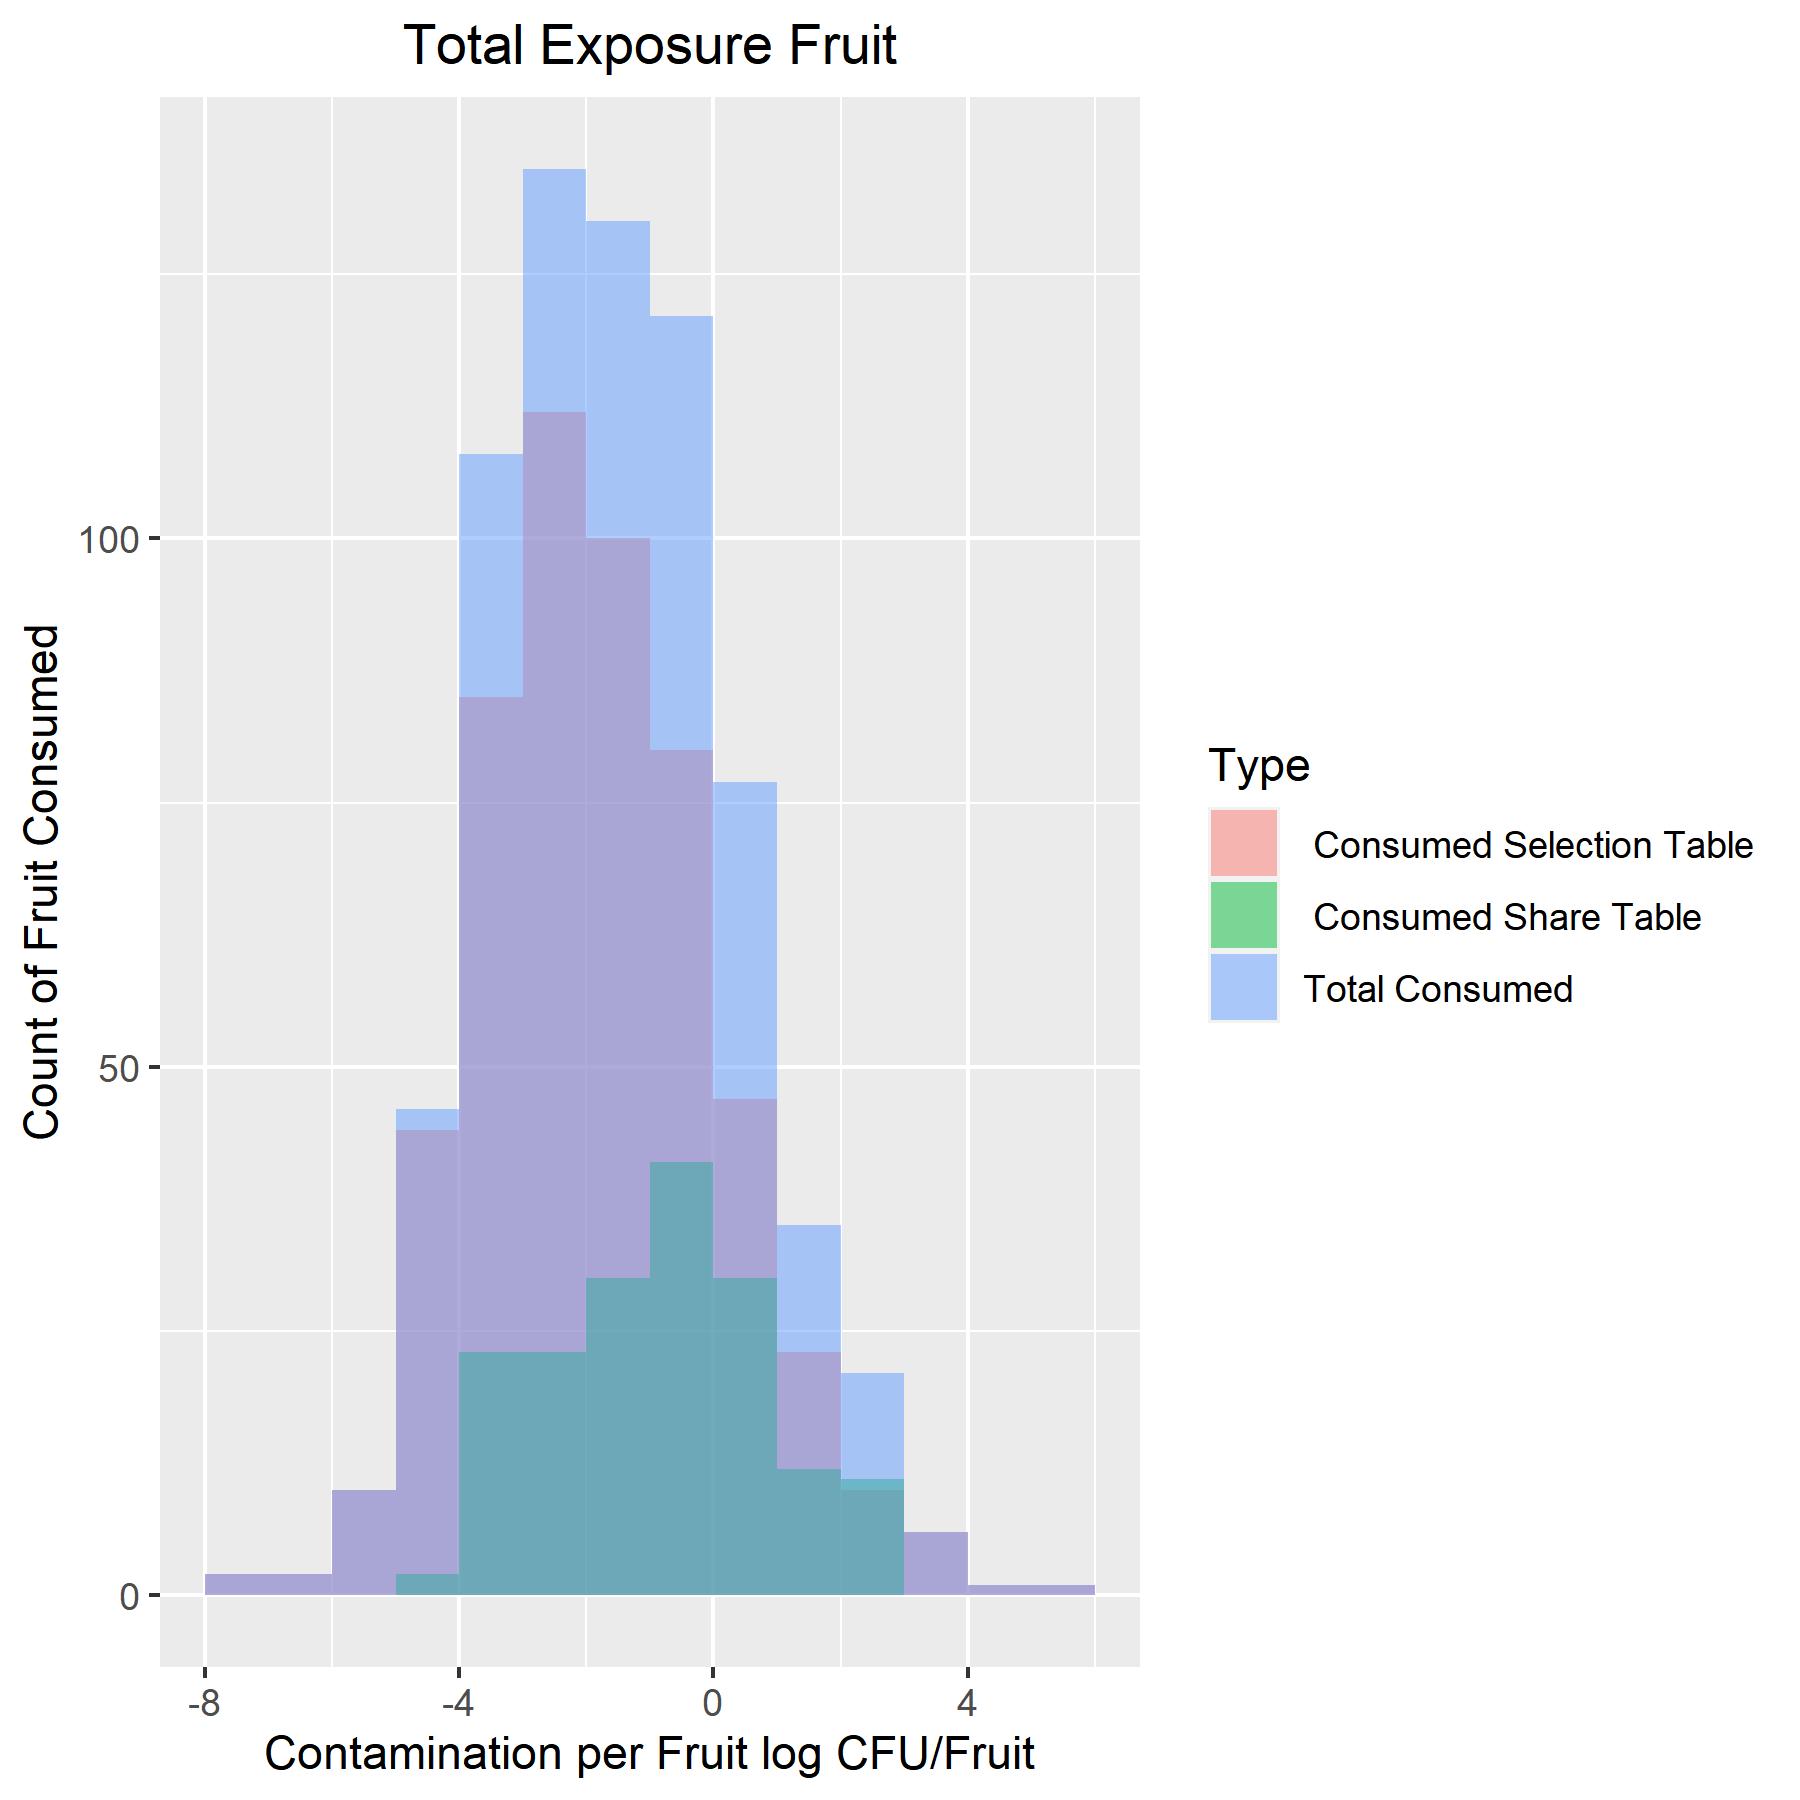 Total Exposure Fruit
Count of Fruit Consumed
100
50
0
-8
-4
0
4
Contamination per Fruit log CFU/Fruit
Type
Consumed Selection Table
Consumed Share Table
Total Consumed